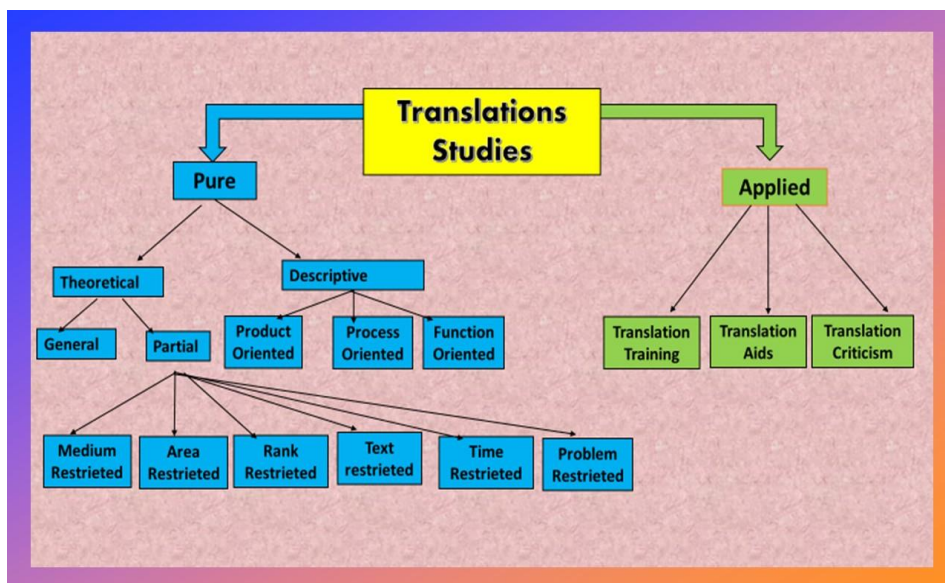 Translations
Studies
Pure
Applied
Theoretical
Descriptive
General
Partial
Product
Oriented
Process
Oriented
Function
Oriented
Translation
Training
Translation
Aids
Translation
Criticism
Medium
Restrieted
Area
Restrieted
Rank
Restrieted
Text
restrieted
Time
Restrieted
Problem
Restrieted